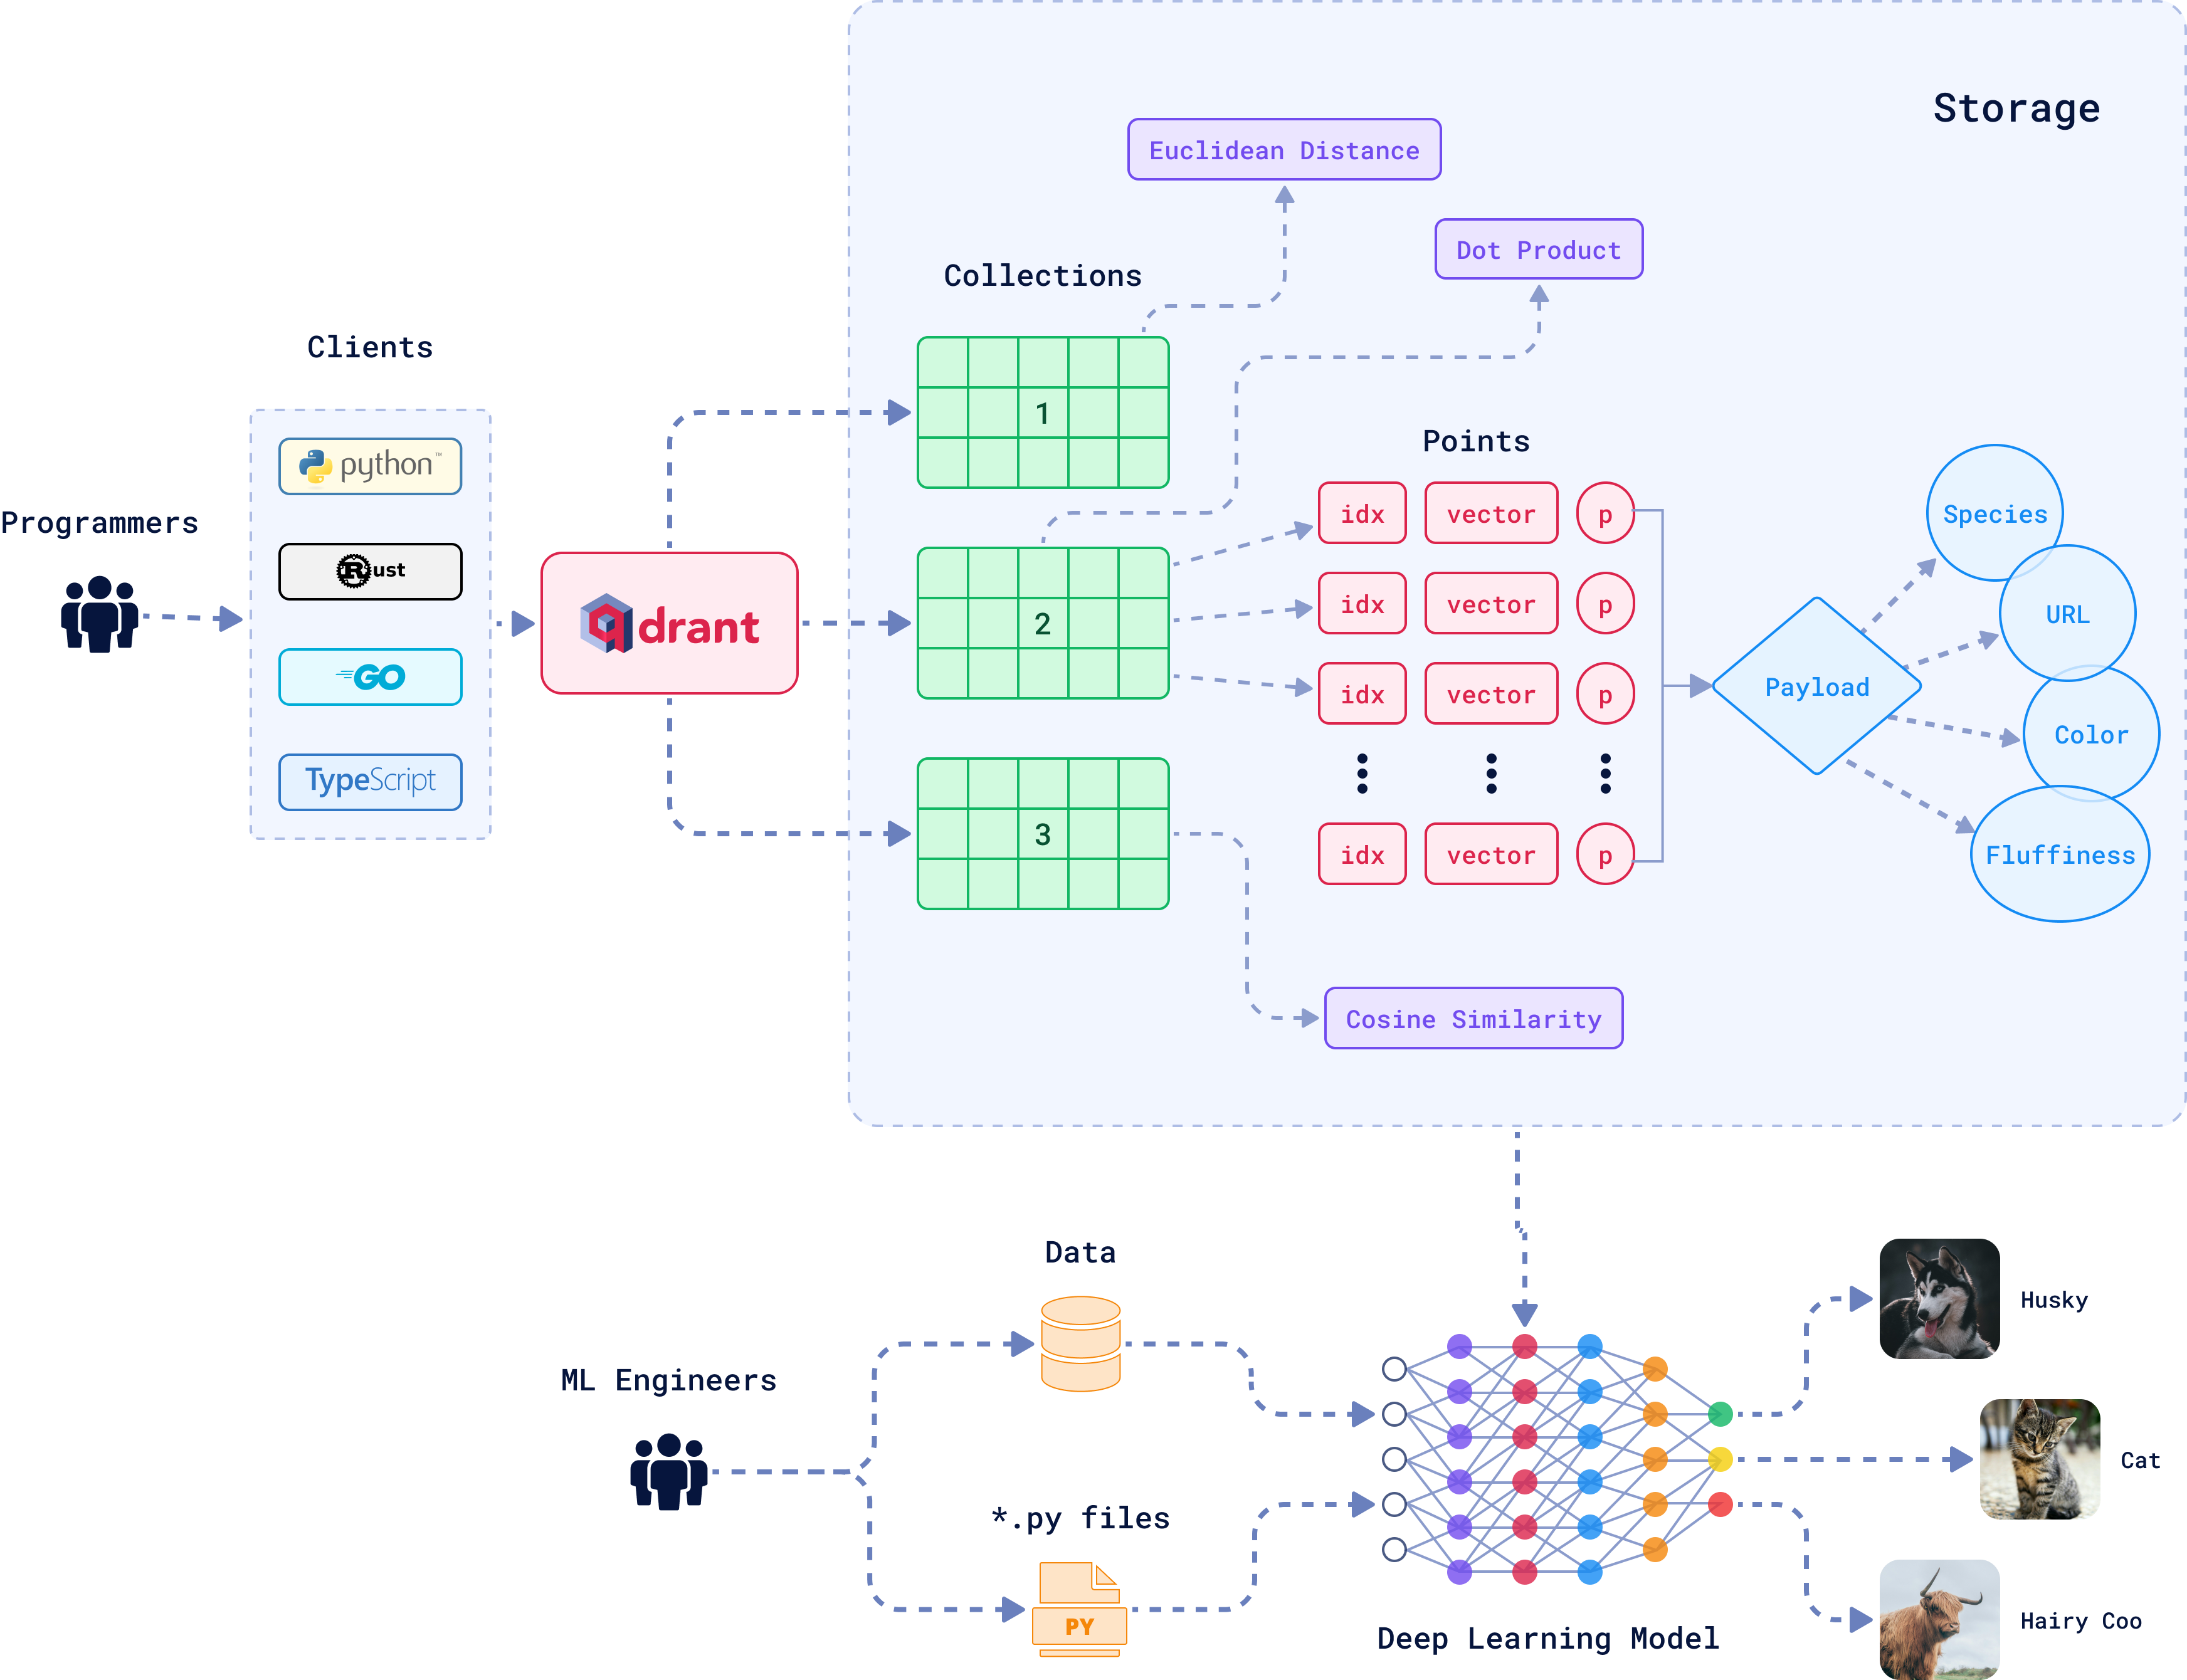 Storage
Euclidean Distance
Dot Product
Collections
Clients
1
python™
Points
Programmers
idx vector p
Species
Rust
idx vector p
URL
qdrant
2
GO
idx vector p
Payload
Color
TypeScript
3
idx vector p
Fluffiness
Cosine Similarity
Data
Husky
ML Engineers
Cat
*.py files
PY
Deep Learning Model
Hairy Coo